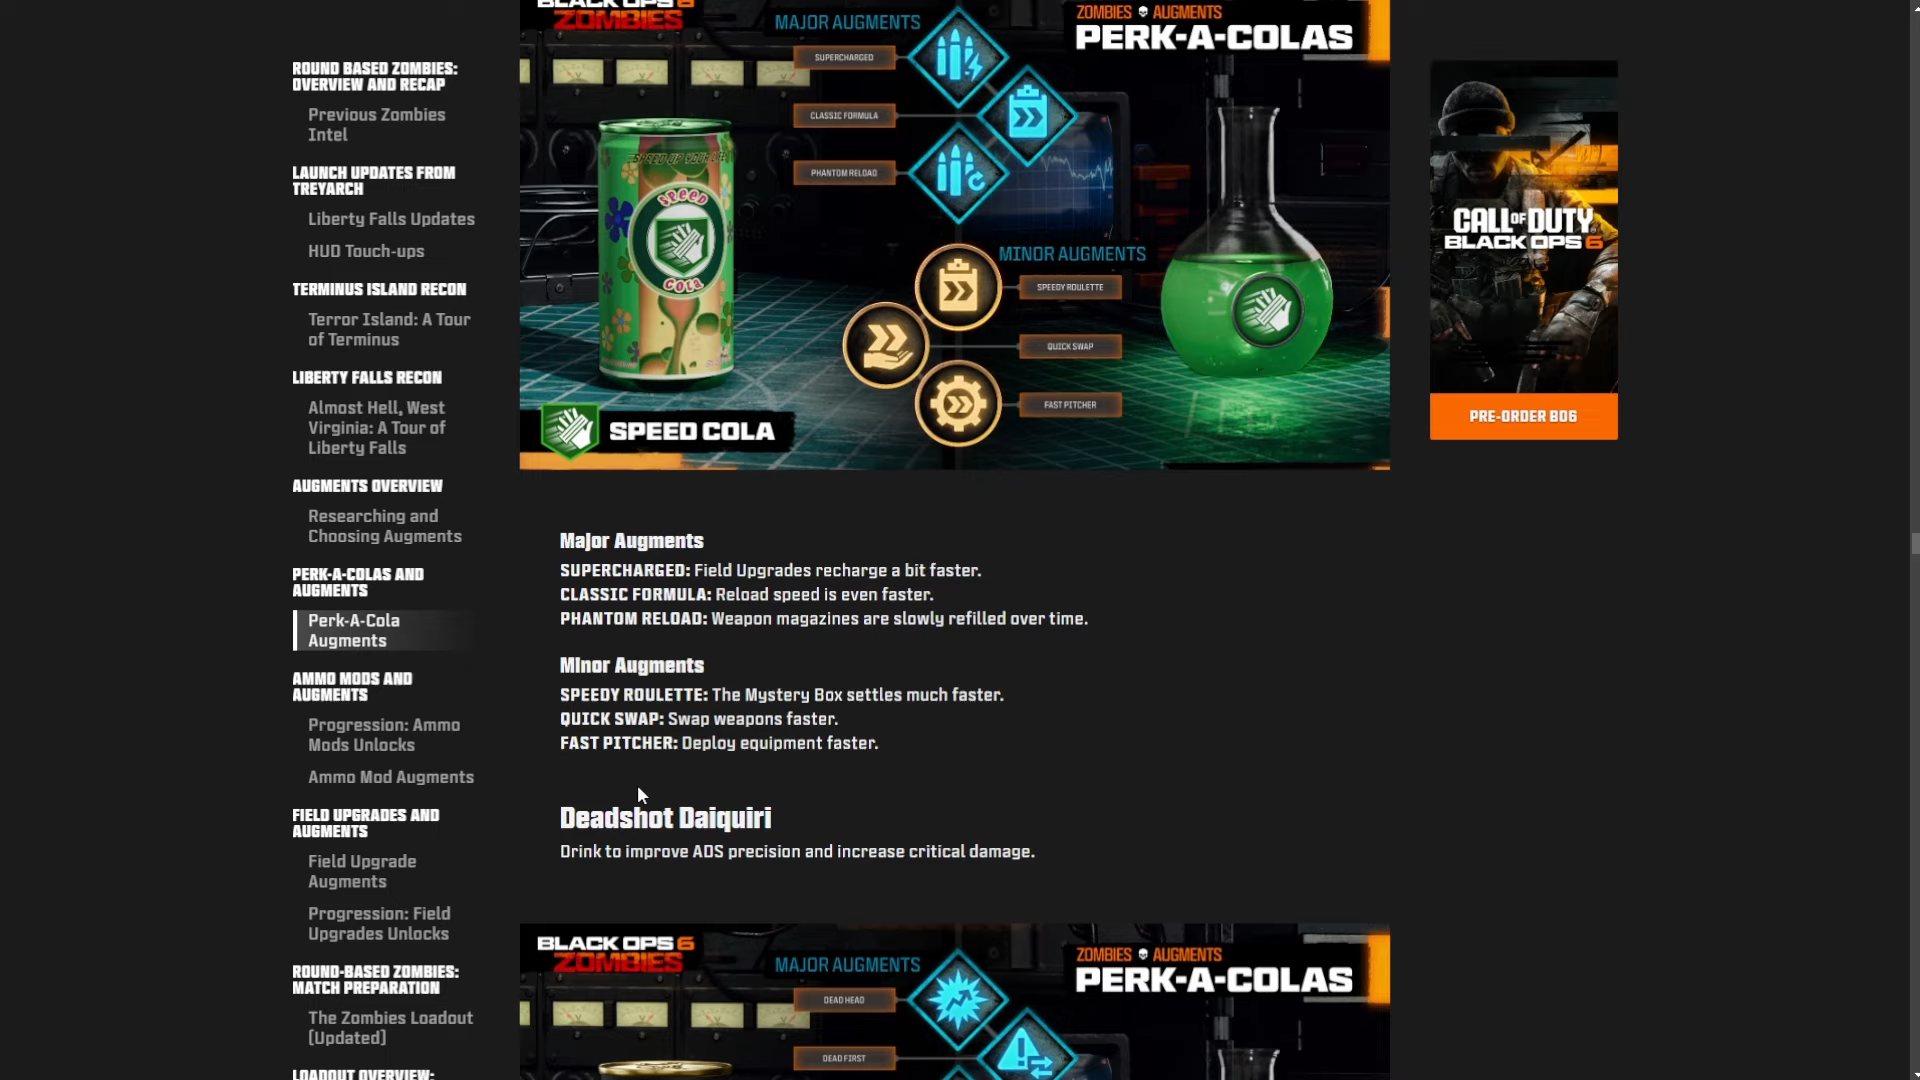 ROUND BASED ZOMBIES:
OVERVIEW AND RECAP
Previous Zombies
Intel
LAUNCH UPDATES FROM
TREYARCH
Liberty Falls Updates
HUD Touch-ups
TERMINUS ISLAND RECON
Terror Island: A Tour
of Terminus
LIBERTY FALLS RECON
Almost Hell, West
Virginia: A Tour of
Liberty Falls
AUGMENTS OVERVIEW
Researching and
Choosing Augments
PERK-A-COLAS AND
AUGMENTS
Perk-A-Cola
Augments
AMMO MODS AND
AUGMENTS
Progression: Ammo
Mods Unlocks
Ammo Mod Augments
FIELD UPGRADES AND
AUGMENTS
Field Upgrade
Augments
Progression: Field
Upgrades Unlocks
ROUND-BASED ZOMBIES:
MATCH PREPARATION
The Zombies Loadout
(Updated)
LOADOUT OVERVIEW:
BLACK OPS 6
ZOMBIES
MAJOR AUGMENTS
SUPERCHARGED
CLASSIC FORMULA
PHANTOM RELOAD
ZOMBIES AUGMENTS
PERK-A-COLAS
SPEED UP YOUR LIFE
SPEED
COLA
MINOR AUGMENTS
SPEEDY ROULETTE
QUICK SWAP
FAST PITCHER
SPEED COLA
Major Augments
SUPERCHARGED: Field Upgrades recharge a bit faster.
CLASSIC FORMULA: Reload speed is even faster.
PHANTOM RELOAD: Weapon magazines are slowly refilled over time.
Minor Augments
SPEEDY ROULETTE: The Mystery Box settles much faster.
QUICK SWAP: Swap weapons faster.
FAST PITCHER: Deploy equipment faster.
Deadshot Daiquiri
Drink to improve ADS precision and increase critical damage.
BLACK OPS 6
ZOMBIES
MAJOR AUGMENTS
DEAD HEAD
DEAD FIRST
ZOMBIES AUGMENTS
PERK-A-COLAS
CALL OF DUTY
BLACK OPS 6
PRE-ORDER BO6